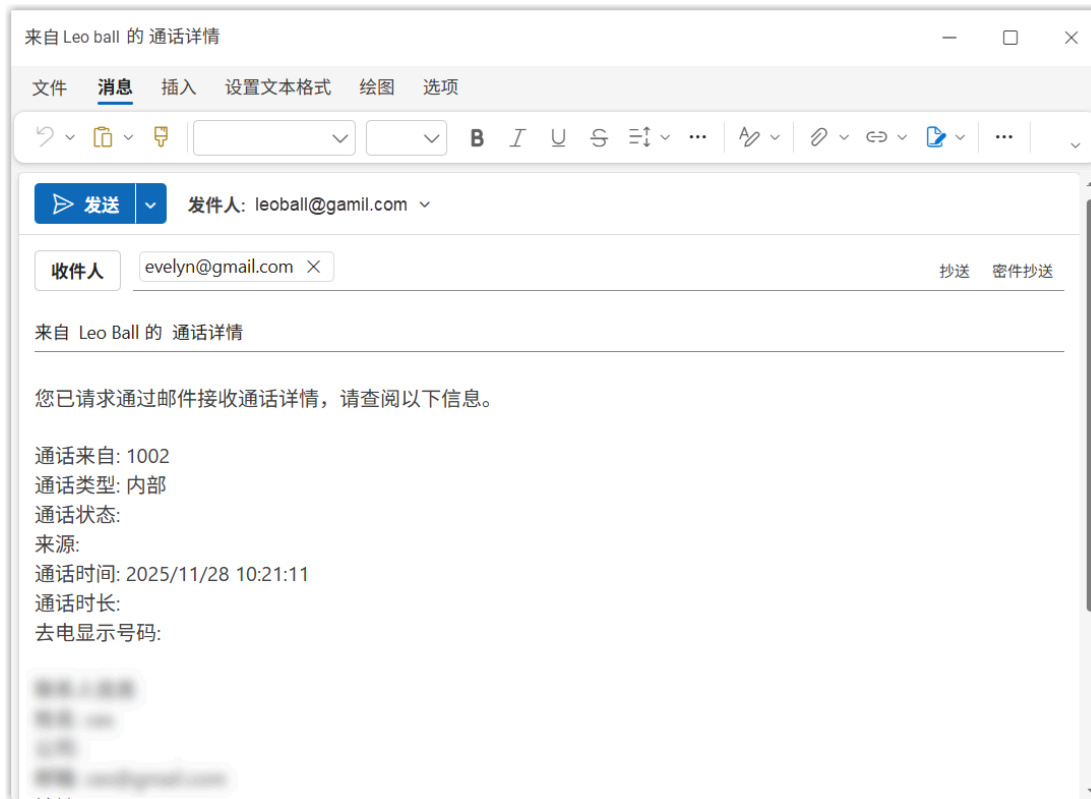 来自 Leo ball 的 通话详情
文件 消息 插入 设置文本格式 绘图 选项
B I U S
发送 发件人: leoball@gamil.com
收件人 evelyn@gmail.com 抄送 密件抄送
来自 Leo Ball 的 通话详情
您已请求通过邮件接收通话详情，请查阅以下信息。
通话来自: 1002
通话类型: 内部
通话状态:
来源:
通话时间: 2025/11/28 10:21:11
通话时长:
去电显示号码: